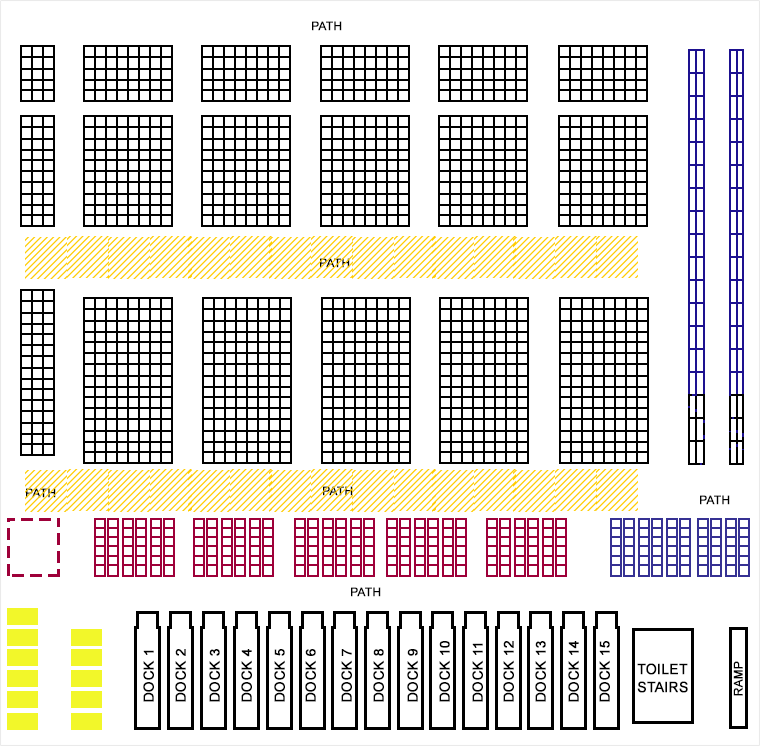 PATH
PATH
PATH
PATH
PATH
PATH
DOCK 1
DOCK 2
DOCK 3
DOCK 4
DOCK 5
DOCK 6
DOCK 7
DOCK 8
DOCK 9
DOCK 10
DOCK 11
DOCK 12
DOCK 13
DOCK 14
DOCK 15
TOILET
STAIRS
RAMP